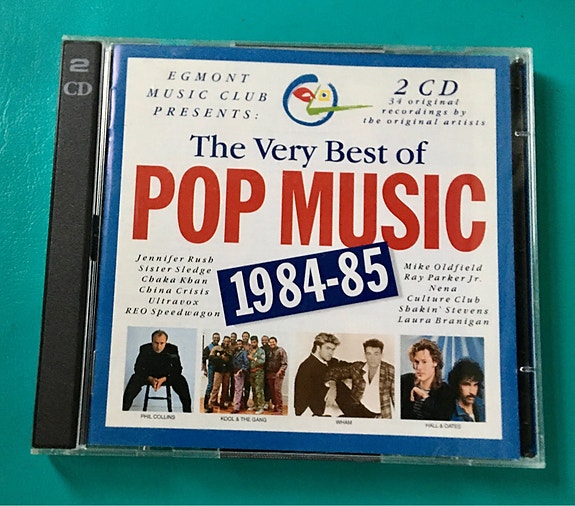 2
CD
EGMONT
MUSIC CLUB
PRESENTS:
2 CD
34 original
recordings by
the original artists
The Very Best of
POP MUSIC
1984-85
Jennifer Rush
Sister Sledge
Chaka Khan
China Crisis
Ultravox
REO Speedwagon
Mike Oldfield
Ray Parker Jr.
Nena
Culture Club
Shakin' Stevens
Laura Branigan
PHIL COLLINS
KOOL & THE GANG
WHAM
HALL & OATES